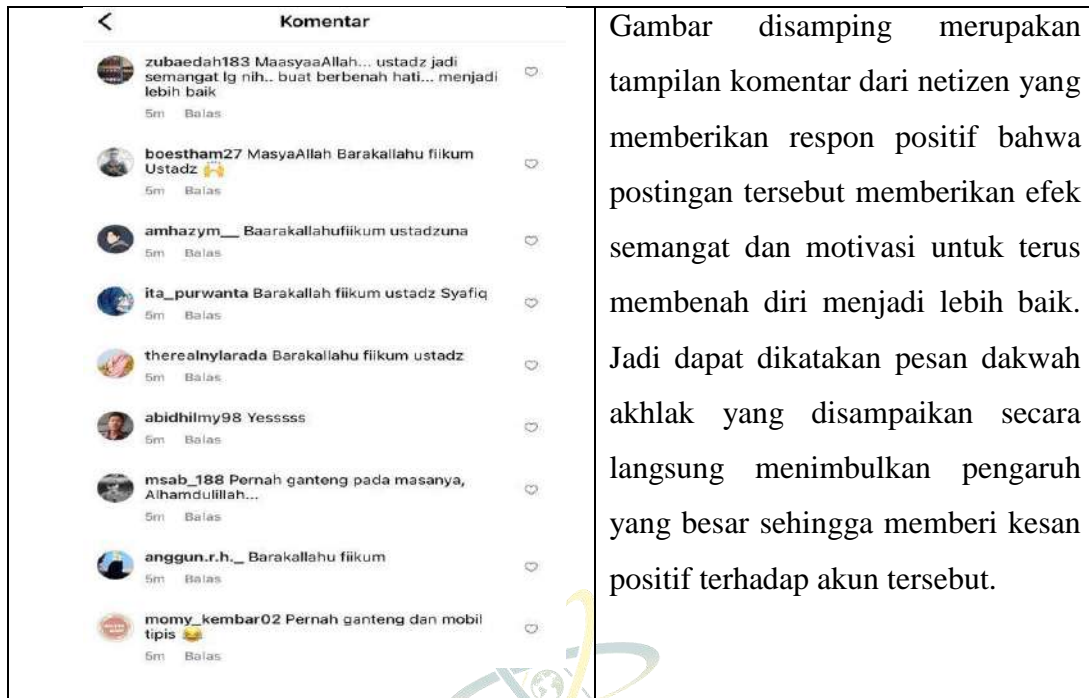 Komentar
zubaedah183 MaasyaaAllah... ustadz jadi
semangat lg nih.. buat berbenah hati... menjadi
lebih baik
5m Balas
boestham27 MasyaAllah Barakallahu fiikum
Ustadz 🙌
5m Balas
amhazym__ Baarakallahufiikum ustadzuna
5m Balas
ita_purwanta Barakallah fiikum ustadz Syafiq
5m Balas
therealnylarada Barakallahu fiikum ustadz
5m Balas
abidhilmy98 Yesssss
5m Balas
msab_188 Pernah ganteng pada masanya,
Alhamdulillah...
5m Balas
anggun.r.h._ Barakallahu fiikum
5m Balas
momy_kembar02 Pernah ganteng dan mobil
tipis 😂
5m Balas
Gambar disamping merupakan
tampilan komentar dari netizen yang
memberikan respon positif bahwa
postingan tersebut memberikan efek
semangat dan motivasi untuk terus
membenah diri menjadi lebih baik.
Jadi dapat dikatakan pesan dakwah
akhlak yang disampaikan secara
langsung menimbulkan pengaruh
yang besar sehingga memberi kesan
positif terhadap akun tersebut.